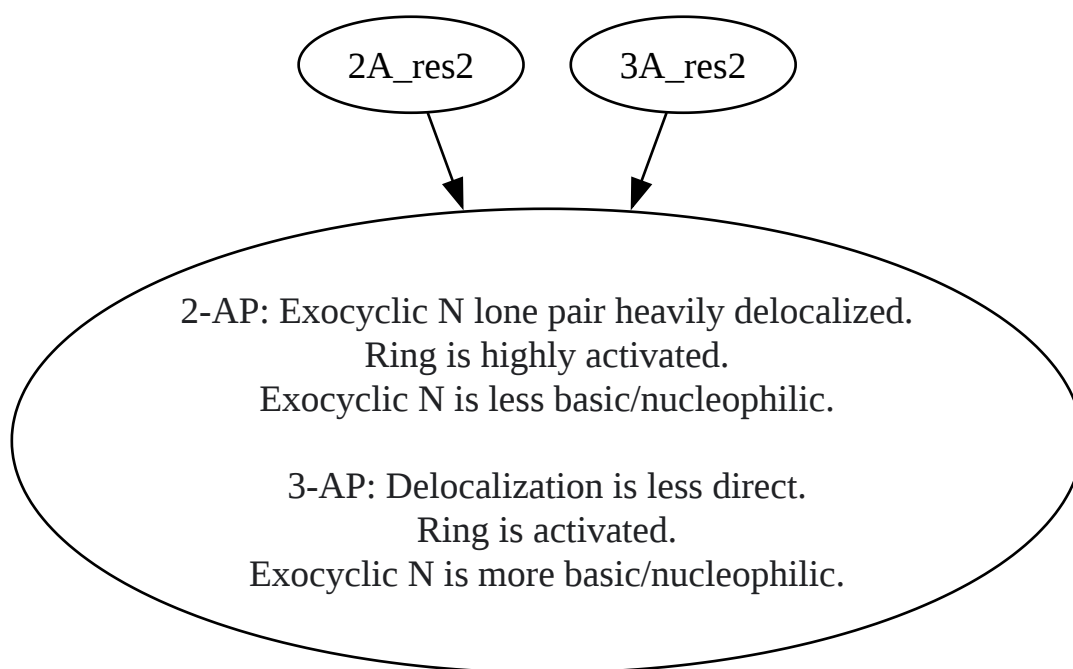 2A_res2
3A_res2
2-AP: Exocyclic N lone pair heavily delocalized.
Ring is highly activated.
Exocyclic N is less basic/nucleophilic.
3-AP: Delocalization is less direct.
Ring is activated.
Exocyclic N is more basic/nucleophilic.